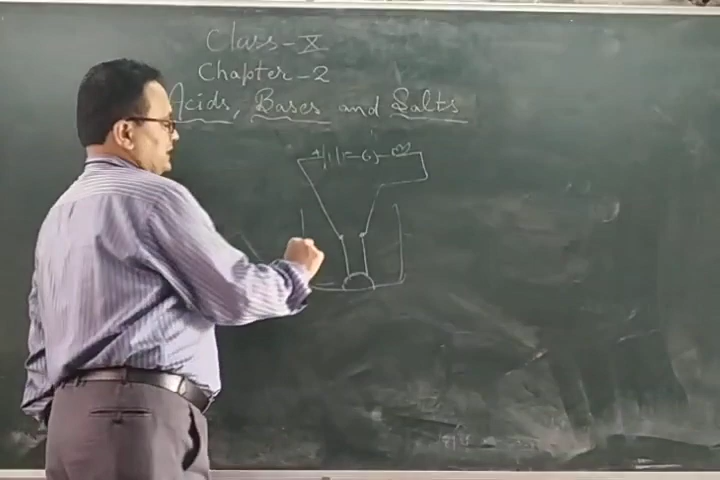 Class-X
Chapter-2
Acids, Bases and Salts